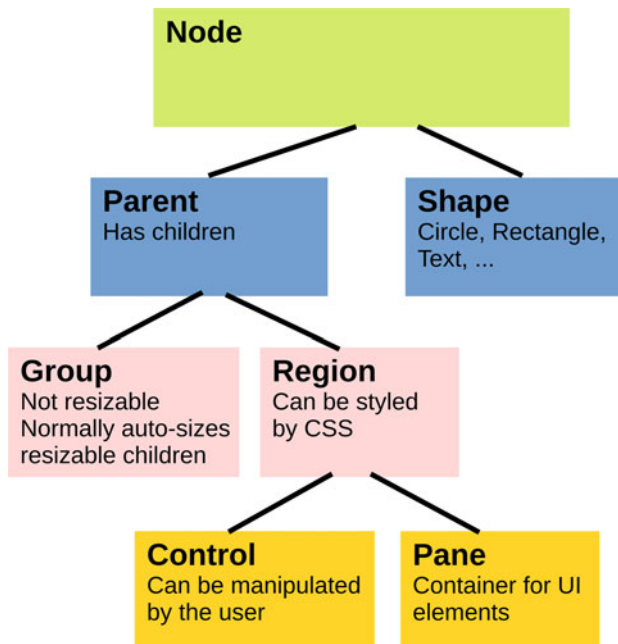 Node
Parent
Has children
Shape
Circle, Rectangle,
Text, ...
Group
Not resizable
Normally auto-sizes
resizable children
Region
Can be styled
by CSS
Control
Can be manipulated
by the user
Pane
Container for UI
elements